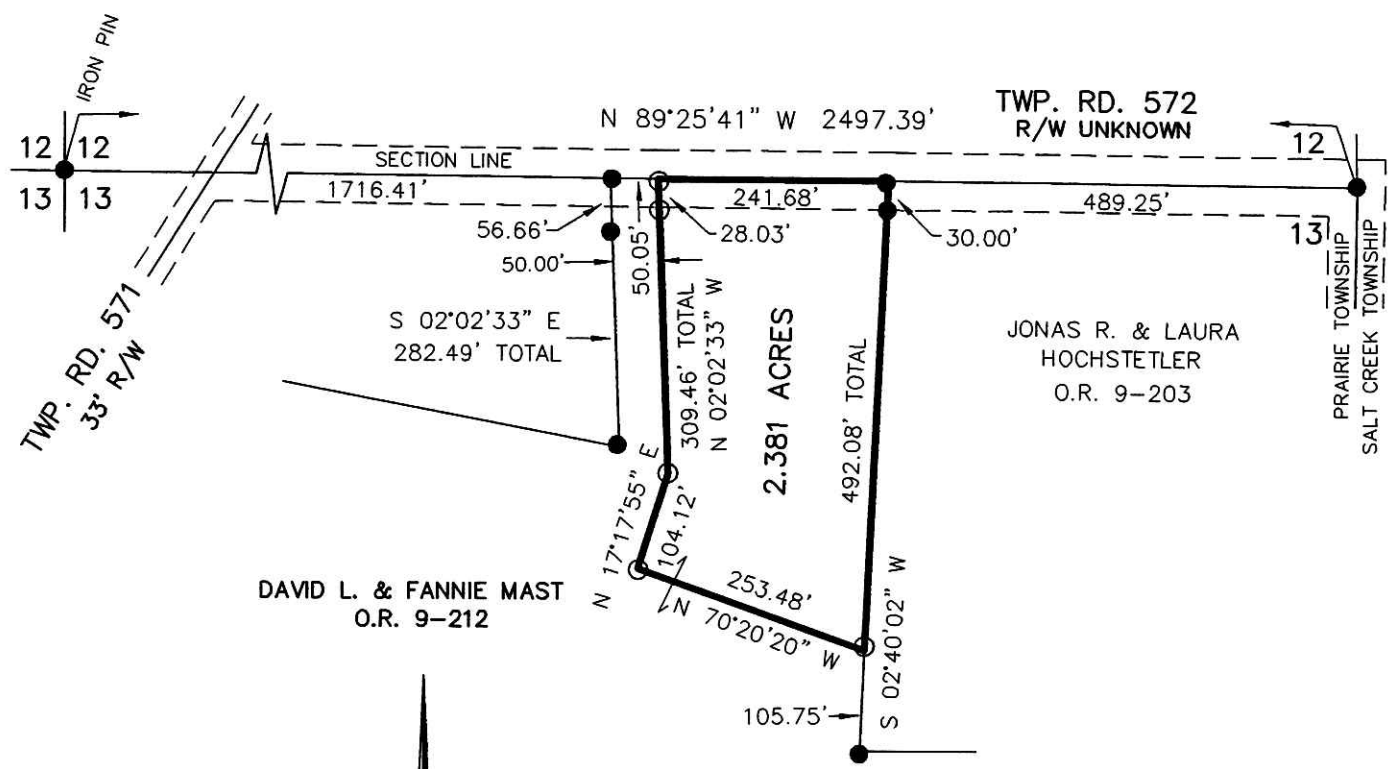 IRON PIN
12 12
13 13
N 89°25'41" W 2497.39'
TWP. RD. 572
R/W UNKNOWN
12
13
SECTION LINE
1716.41'
241.68'
489.25'
56.66'
28.03'
30.00'
50.00'
50.05'
TWP. RD. 571
33' R/W
S 02°02'33" E
282.49' TOTAL
309.46' TOTAL
N 02°02'33" W
2.381 ACRES
492.08' TOTAL
JONAS R. & LAURA
HOCHSTETLER
O.R. 9-203
PRAIRIE TOWNSHIP
SALT CREEK TOWNSHIP
N 17°17'55" E
104.12'
DAVID L. & FANNIE MAST
O.R. 9-212
253.48'
N 70°20'20" W
S 02°40'02" W
105.75'